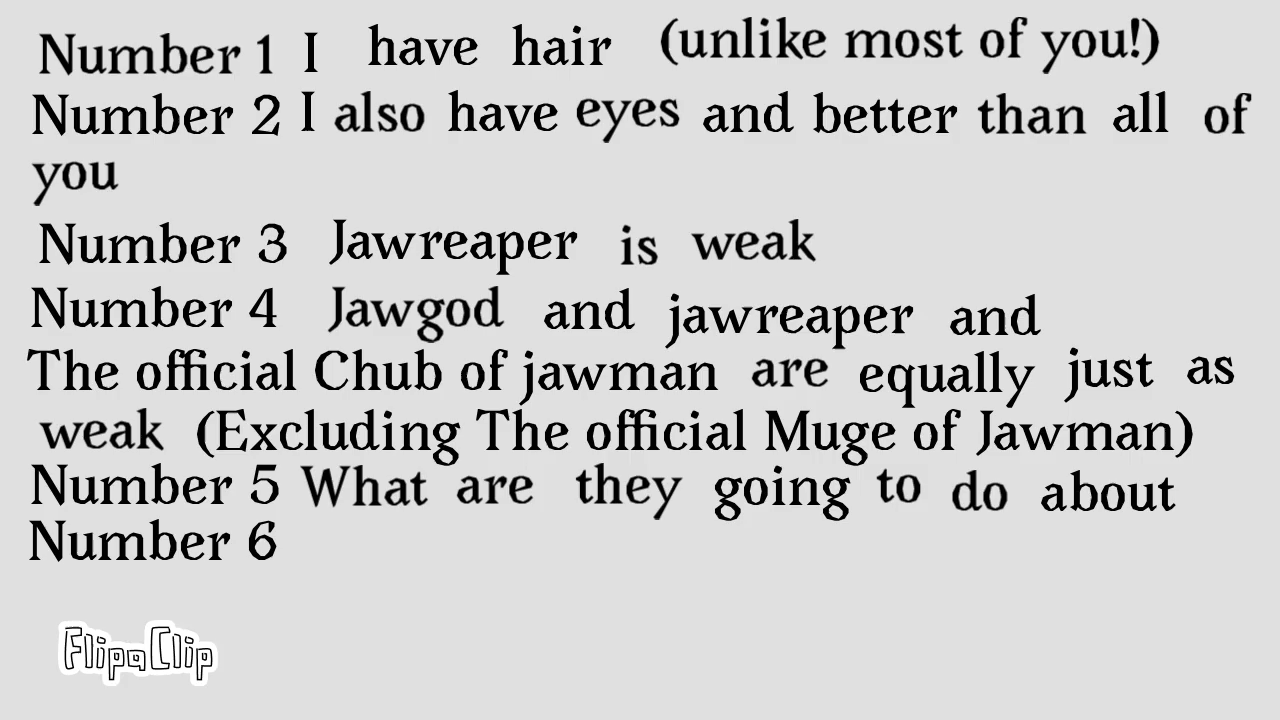 Number 1 I have hair (unlike most of you!)
Number 2 I also have eyes and better than all of
you
Number 3 Jawreaper is weak
Number 4 Jawgod and jawreaper and
The official Chub of jawman are equally just as
weak (Excluding The official Muge of Jawman)
Number 5 What are they going to do about
Number 6
FlipaClip